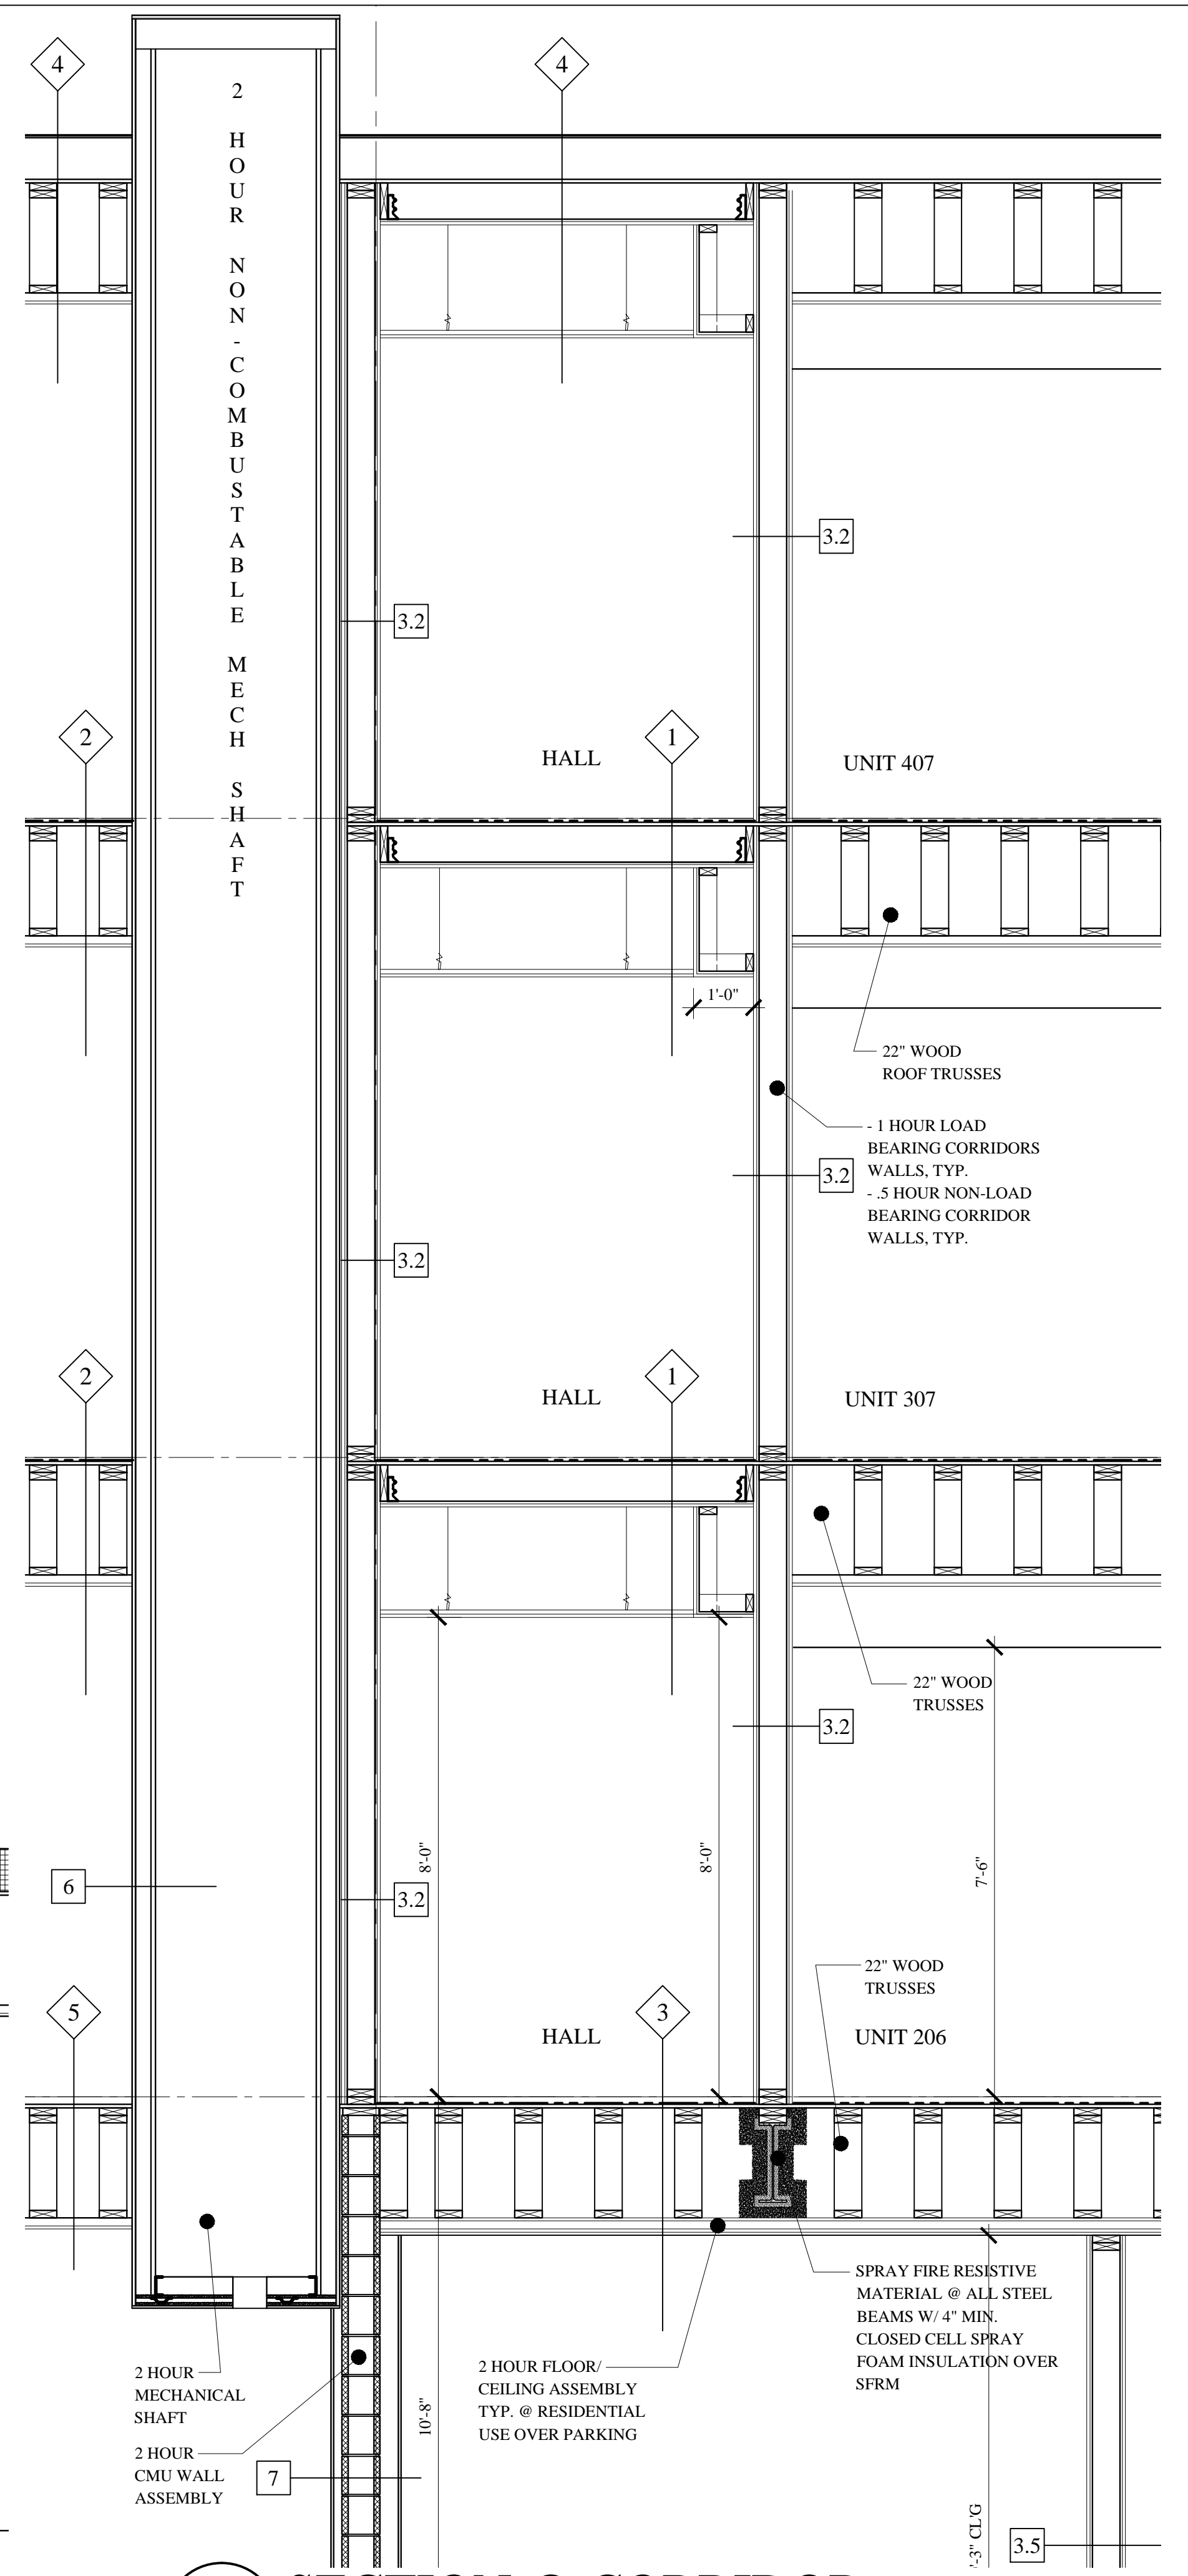 4
4
2 HOUR NON-COMBUSTABLE MECH SHAFT
3.2
3.2
2
1
HALL
UNIT 407
1'-0"
22" WOOD
ROOF TRUSSES
- 1 HOUR LOAD
BEARING CORRIDORS
WALLS, TYP.
- .5 HOUR NON-LOAD
BEARING CORRIDOR
WALLS, TYP.
3.2
3.2
2
1
HALL
UNIT 307
22" WOOD
TRUSSES
3.2
8'-0"
8'-0"
7'-6"
6
3.2
22" WOOD
TRUSSES
5
3
HALL
UNIT 206
SPRAY FIRE RESISTIVE
MATERIAL @ ALL STEEL
BEAMS W/ 4" MIN.
CLOSED CELL SPRAY
FOAM INSULATION OVER
SFRM
2 HOUR
MECHANICAL
SHAFT
2 HOUR FLOOR/
CEILING ASSEMBLY
TYP. @ RESIDENTIAL
USE OVER PARKING
10'-8"
2 HOUR
CMU WALL
ASSEMBLY
7
'-3" CL'G
3.5
SECTION @ CORRIDOR